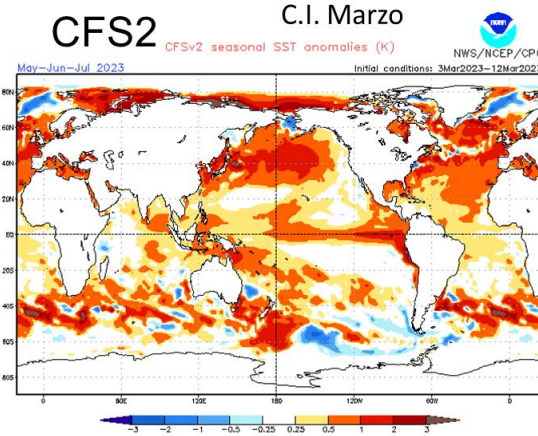 C.I. Marzo
CFS2
CFSv2 seasonal SST anomalies (K)
NWS/NCEP/CPC
May-Jun-Jul 2023
Initial conditions: 3Mar2023-12Mar2023
80N
60N
40N
20N
EQ
20S
40S
60S
80S
0 60E 120E 180 120W 60W 0
-3 -2 -1 -0.5 -0.25 0.25 0.5 1 2 3